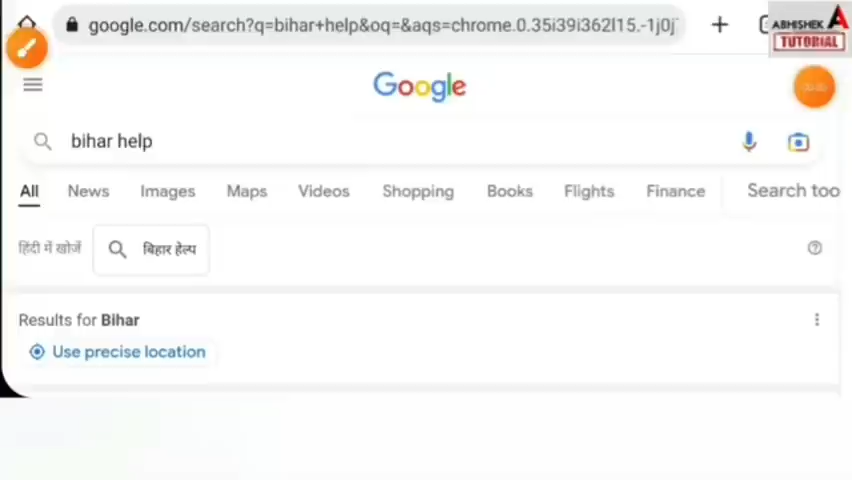 google.com/search?q=bihar+help&oq=&aqs=chrome.0.35i39i362l15.-1j0j
ABHISHEK
TUTORIAL
Google
bihar help
All News Images Maps Videos Shopping Books Flights Finance Search too
हिंदी में खोजें बिहार हेल्प
Results for Bihar
Use precise location